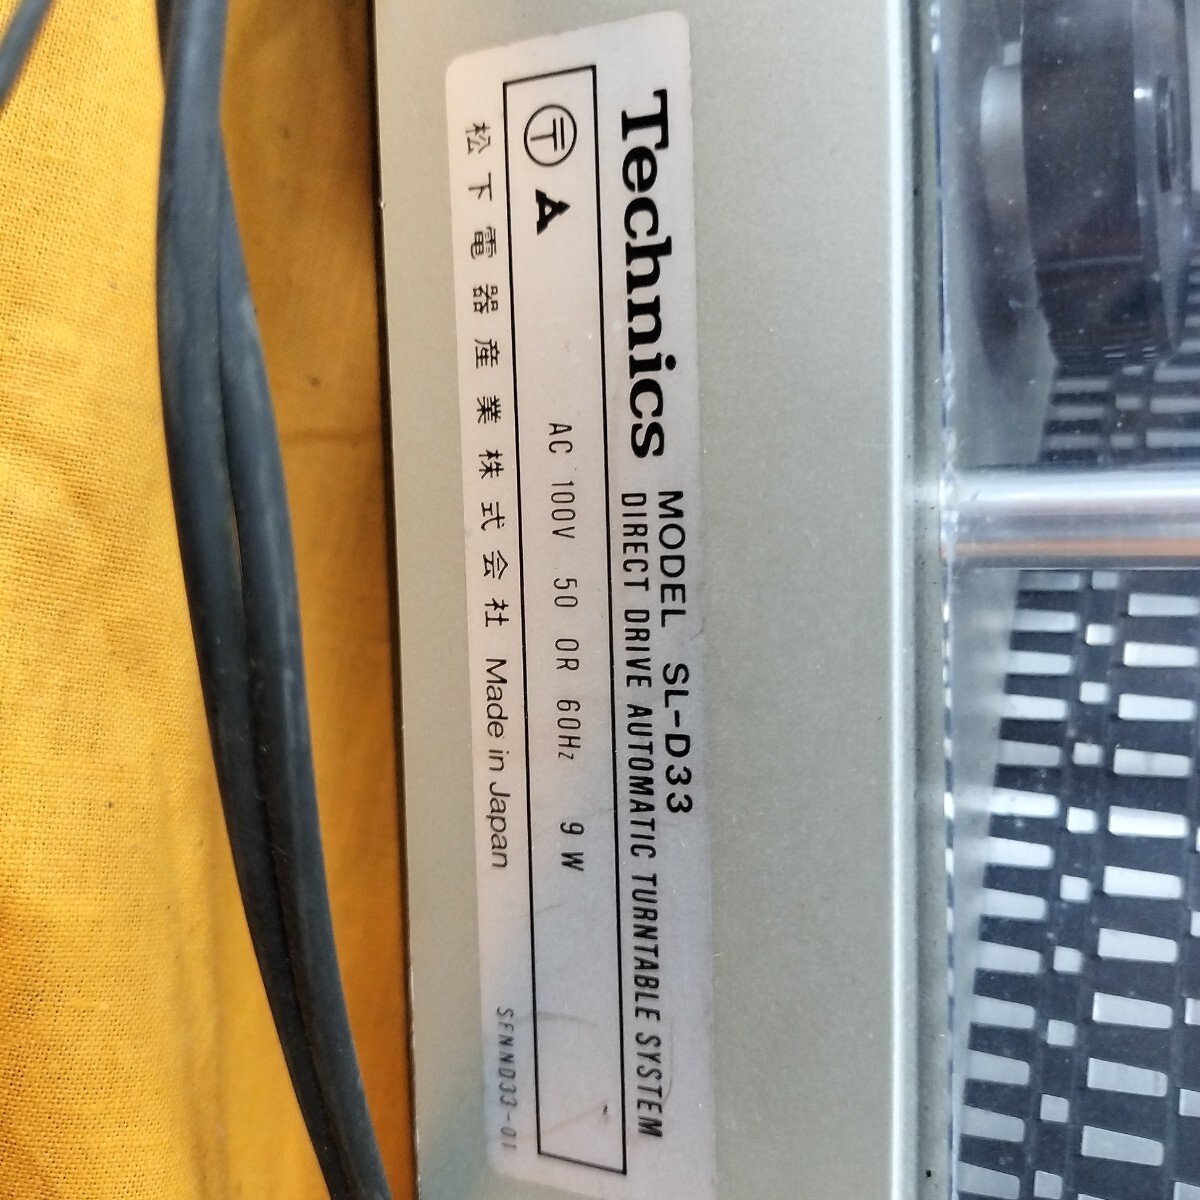 Technics
MODEL SL-D33
DIRECT DRIVE AUTOMATIC TURNTABLE SYSTEM
〒 A
AC 100V 50 OR 60Hz 9W
松下電器産業株式会社 Made in Japan
SFNND33-01